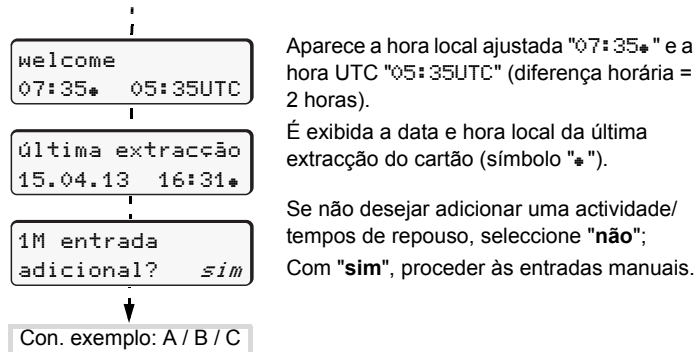 welcome
07:35• 05:35UTC
última extracção
15.04.13 16:31•
1M entrada
adicional? sim
Con. exemplo: A / B / C
Aparece a hora local ajustada "07:35•" e a
hora UTC "05:35UTC" (diferença horária =
2 horas).
É exibida a data e hora local da última
extracção do cartão (símbolo "•").
Se não desejar adicionar uma actividade/
tempos de repouso, seleccione "não";
Com "sim", proceder às entradas manuais.